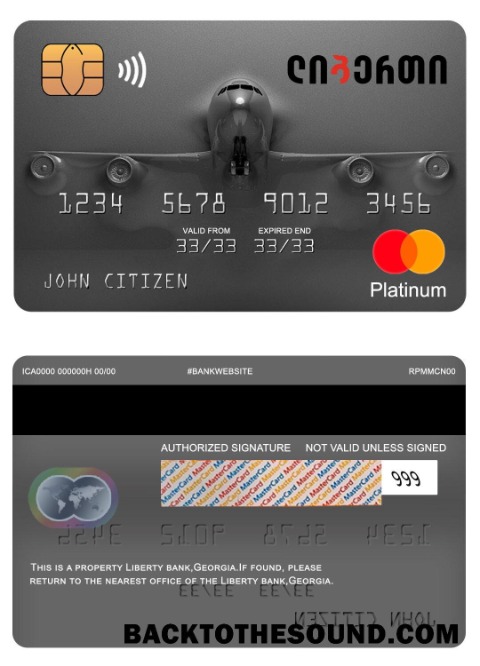 ლიბერთი
1234 5678 9012 3456
VALID FROM EXPIRED END
33/33 33/33
JOHN CITIZEN
Platinum
ICA0000 000000H 00/00 #BANKWEBSITE RPMMCN00
AUTHORIZED SIGNATURE NOT VALID UNLESS SIGNED
999
THIS IS A PROPERTY LIBERTY BANK,GEORGIA.IF FOUND, PLEASE
RETURN TO THE NEAREST OFFICE OF THE LIBERTY BANK,GEORGIA.
BACKTOTHESOUND.COM